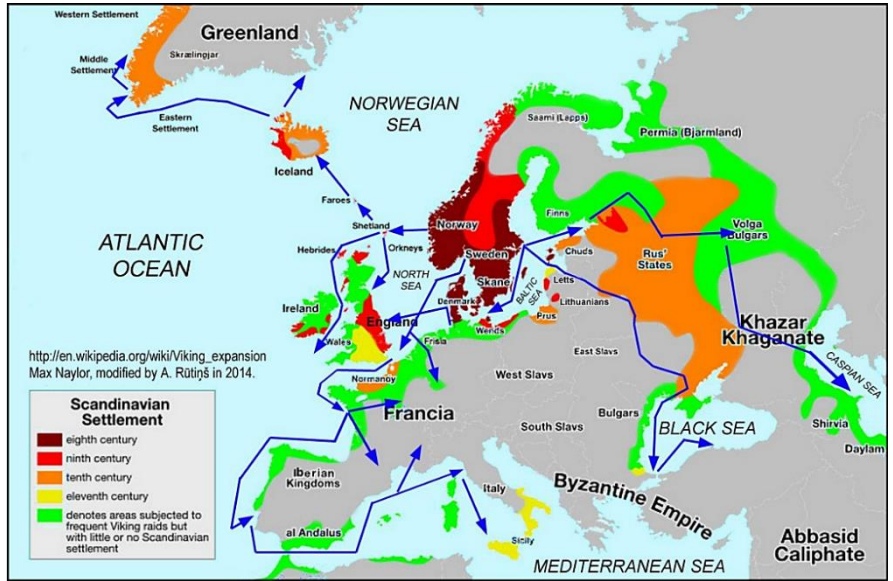 Western Settlement
Greenland
Skrælingjar
Middle
Settlement
Eastern
Settlement
NORWEGIAN
SEA
Saami (Lapps)
Permia (Bjarmland)
Iceland
Faroes
Shetland
Norway
Finns
Volga
Bulgars
ATLANTIC
OCEAN
Hebrides
Orkneys
Sweden
Chuds
Rus'
States
NORTH
SEA
Skane
BALTIC
SEA
Letts
Ireland
Denmark
Lithuanians
England
Khazar
Khaganate
Wales
Frisia
Wends
Prus
CASPIAN SEA
http://en.wikipedia.org/wiki/Viking_expansion
Max Naylor, modified by A. Rūtiņš in 2014.
East Slavs
West Slavs
Normandy
Francia
Scandinavian
Settlement
eighth century
ninth century
tenth century
eleventh century
denotes areas subjected to
frequent Viking raids but
with little or no Scandinavian
settlement
Bulgars
BLACK SEA
South Slavs
Shirvia
Daylam
Iberian
Kingdoms
Italy
Byzantine Empire
al Andalus
Sicily
Abbasid
Caliphate
MEDITERRANEAN SEA